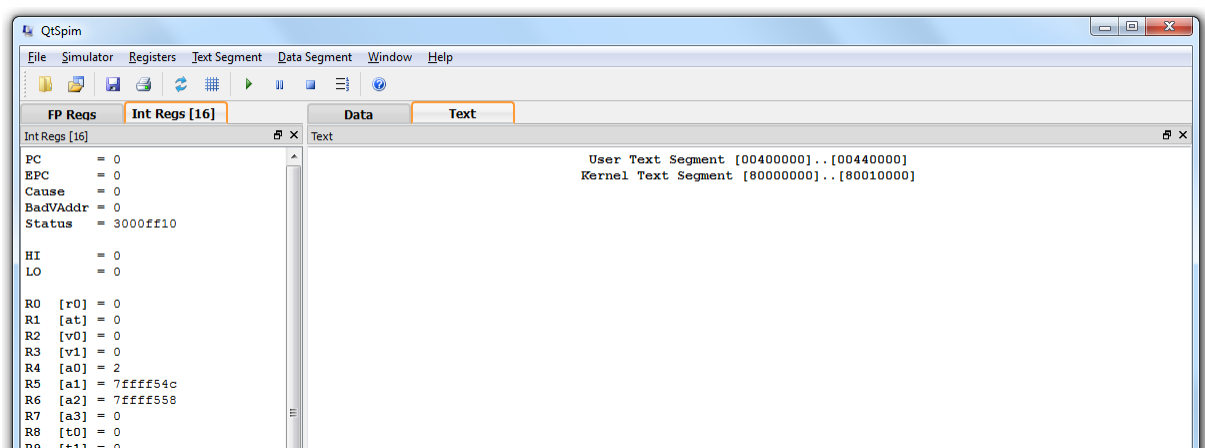 QtSpim
File Simulator Registers Text Segment Data Segment Window Help
FP Regs Int Regs [16] Data Text
Int Regs [16] Text
PC = 0
EPC = 0
Cause = 0
BadVAddr = 0
Status = 3000ff10
HI = 0
LO = 0
R0 [r0] = 0
R1 [at] = 0
R2 [v0] = 0
R3 [v1] = 0
R4 [a0] = 2
R5 [a1] = 7ffff54c
R6 [a2] = 7ffff558
R7 [a3] = 0
R8 [t0] = 0
R9 [t1] = 0
User Text Segment [00400000]..[00440000]
Kernel Text Segment [80000000]..[80010000]